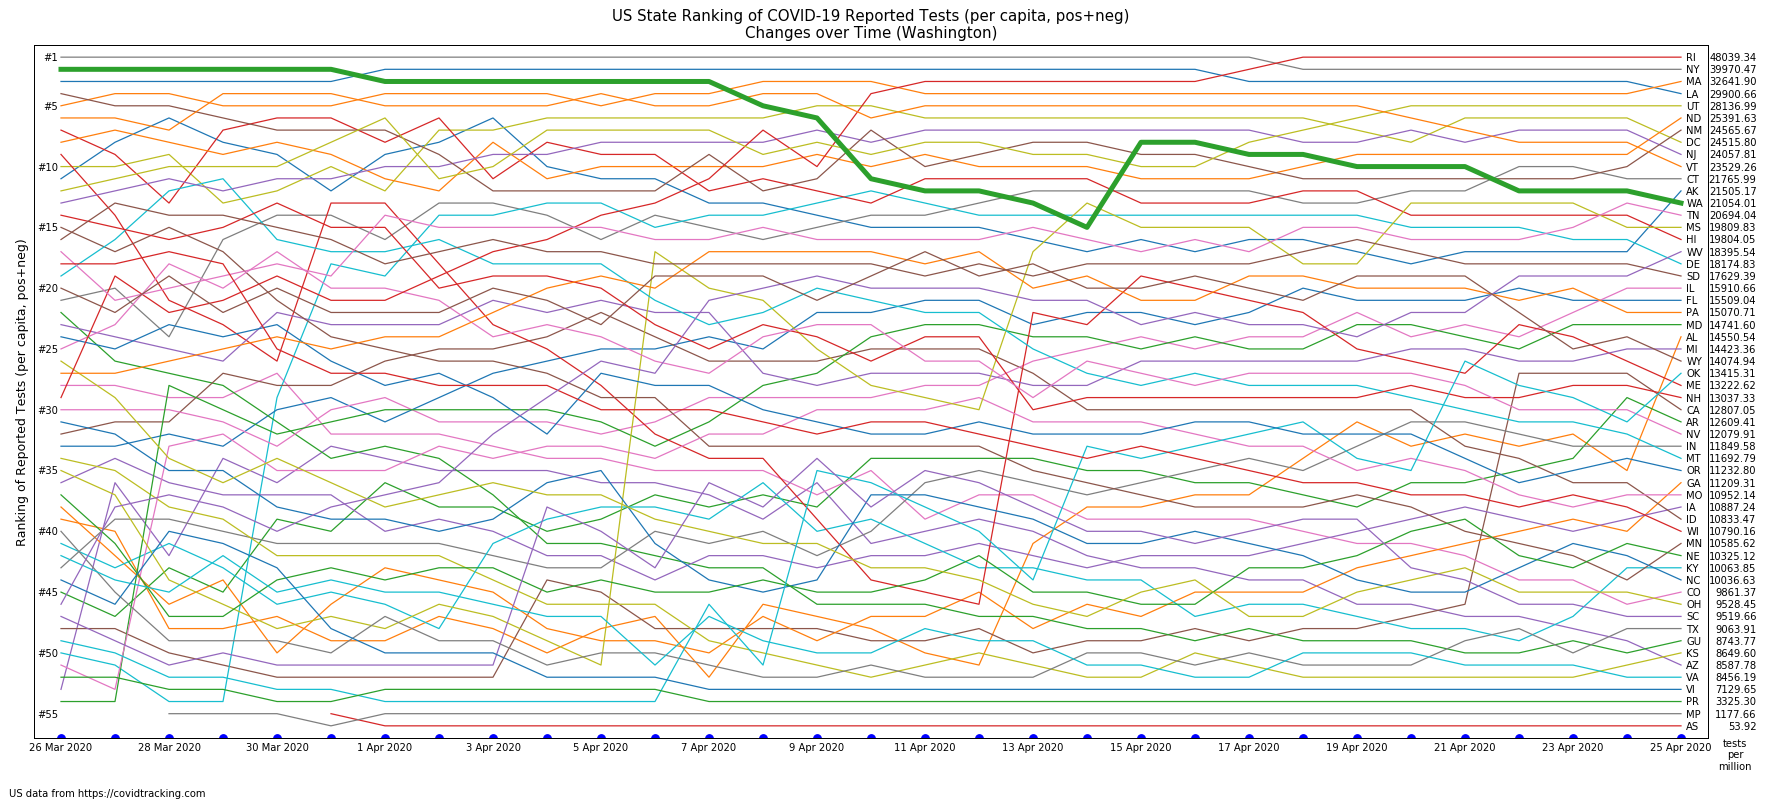 US State Ranking of COVID-19 Reported Tests (per capita, pos+neg)
Changes over Time (Washington)
Ranking of Reported Tests (per capita, pos+neg)
#1
#5
#10
#15
#20
#25
#30
#35
#40
#45
#50
#55
RI 48039.34
NY 39970.47
MA 32641.90
LA 29900.66
UT 28136.99
ND 25391.63
NM 24565.67
DC 24515.80
NJ 24057.81
VT 23529.26
CT 21765.99
AK 21505.17
WA 21054.01
TN 20694.04
MS 19809.83
HI 19804.05
WV 18395.54
DE 18174.83
SD 17629.39
IL 15910.66
FL 15509.04
PA 15070.71
MD 14741.60
AL 14550.54
MI 14423.36
WY 14074.94
OK 13415.31
ME 13222.62
NH 13037.33
CA 12807.05
AR 12609.41
NV 12079.91
IN 11849.58
MT 11692.79
OR 11232.80
GA 11209.31
MO 10952.14
IA 10887.24
ID 10833.47
WI 10790.16
MN 10585.62
NE 10325.12
KY 10063.85
NC 10036.63
CO 9861.37
OH 9528.45
SC 9519.66
TX 9063.91
GU 8743.77
KS 8649.60
AZ 8587.78
VA 8456.19
VI 7129.65
PR 3325.30
MP 1177.66
AS 53.92
26 Mar 2020 28 Mar 2020 30 Mar 2020 1 Apr 2020 3 Apr 2020 5 Apr 2020 7 Apr 2020 9 Apr 2020 11 Apr 2020 13 Apr 2020 15 Apr 2020 17 Apr 2020 19 Apr 2020 21 Apr 2020 23 Apr 2020 25 Apr 2020
tests
per
million
US data from https://covidtracking.com